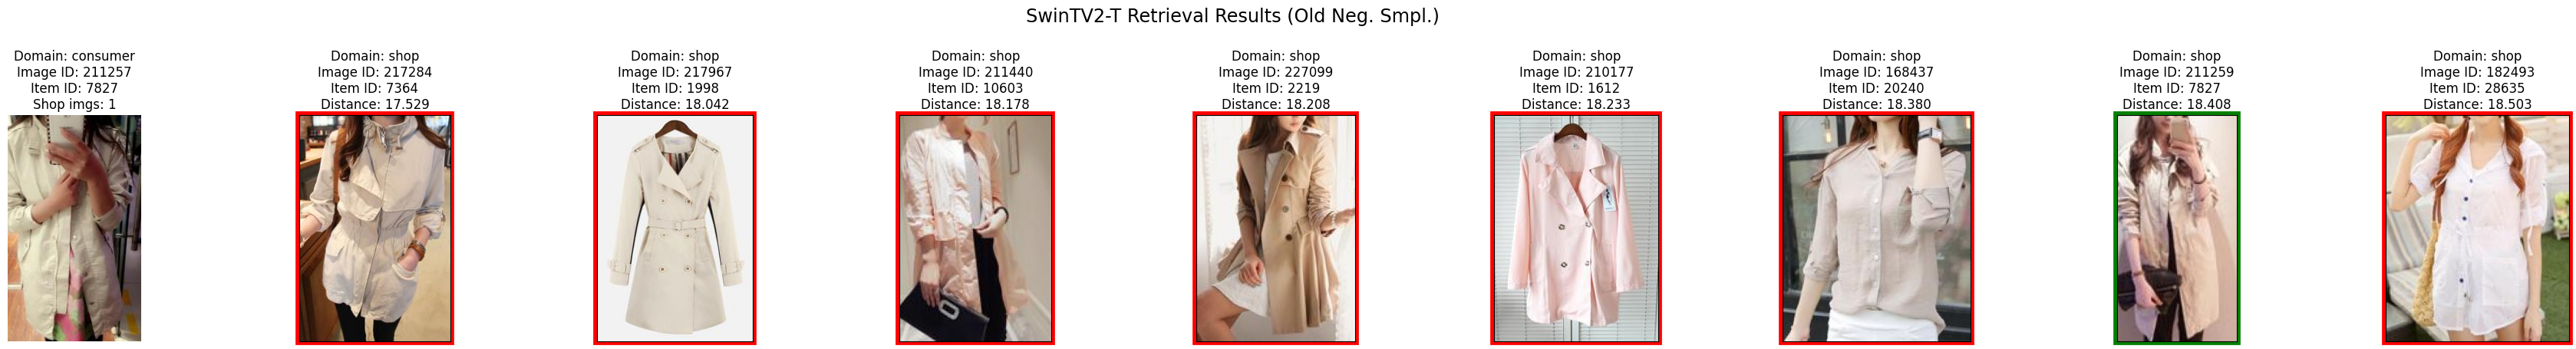 SwinTV2-T Retrieval Results (Old Neg. Smpl.)
Domain: consumer
Image ID: 211257
Item ID: 7827
Shop imgs: 1
Domain: shop
Image ID: 217284
Item ID: 7364
Distance: 17.529
Domain: shop
Image ID: 217967
Item ID: 1998
Distance: 18.042
Domain: shop
Image ID: 211440
Item ID: 10603
Distance: 18.178
Domain: shop
Image ID: 227099
Item ID: 2219
Distance: 18.208
Domain: shop
Image ID: 210177
Item ID: 1612
Distance: 18.233
Domain: shop
Image ID: 168437
Item ID: 20240
Distance: 18.380
Domain: shop
Image ID: 211259
Item ID: 7827
Distance: 18.408
Domain: shop
Image ID: 182493
Item ID: 28635
Distance: 18.503